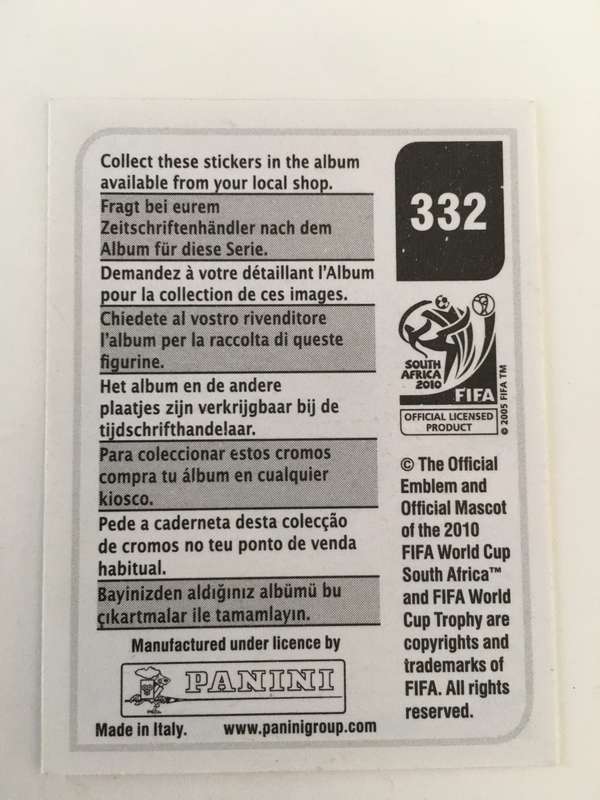 Collect these stickers in the album
available from your local shop.
Fragt bei eurem
Zeitschriftenhändler nach dem
Album für diese Serie.
Demandez à votre détaillant l'Album
pour la collection de ces images.
Chiedete al vostro rivenditore
l'album per la raccolta di queste
figurine.
Het album en de andere
plaatjes zijn verkrijgbaar bij de
tijdschrifthandelaar.
Para coleccionar estos cromos
compra tu álbum en cualquier
kiosco.
Pede a caderneta desta colecção
de cromos no teu ponto de venda
habitual.
Bayinizden aldığınız albümü bu
çıkartmalar ile tamamlayın.
Manufactured under licence by
PANINI
Made in Italy. www.paninigroup.com
332
SOUTH
AFRICA
2010
FIFA
OFFICIAL LICENSED
PRODUCT
© 2005 FIFA TM
© The Official
Emblem and
Official Mascot
of the 2010
FIFA World Cup
South Africa™
and FIFA World
Cup Trophy are
copyrights and
trademarks of
FIFA. All rights
reserved.